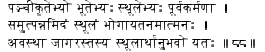 पञ्चीकृतेभ्यो भूतेभ्यः स्थूलेभ्यः पूर्वकर्मणा ।
समुत्पन्नमिदं स्थूलं भोगायतनमात्मनः ।
अवस्था जागरस्तस्य स्थूलार्थानुभवो यतः ॥ ८८॥